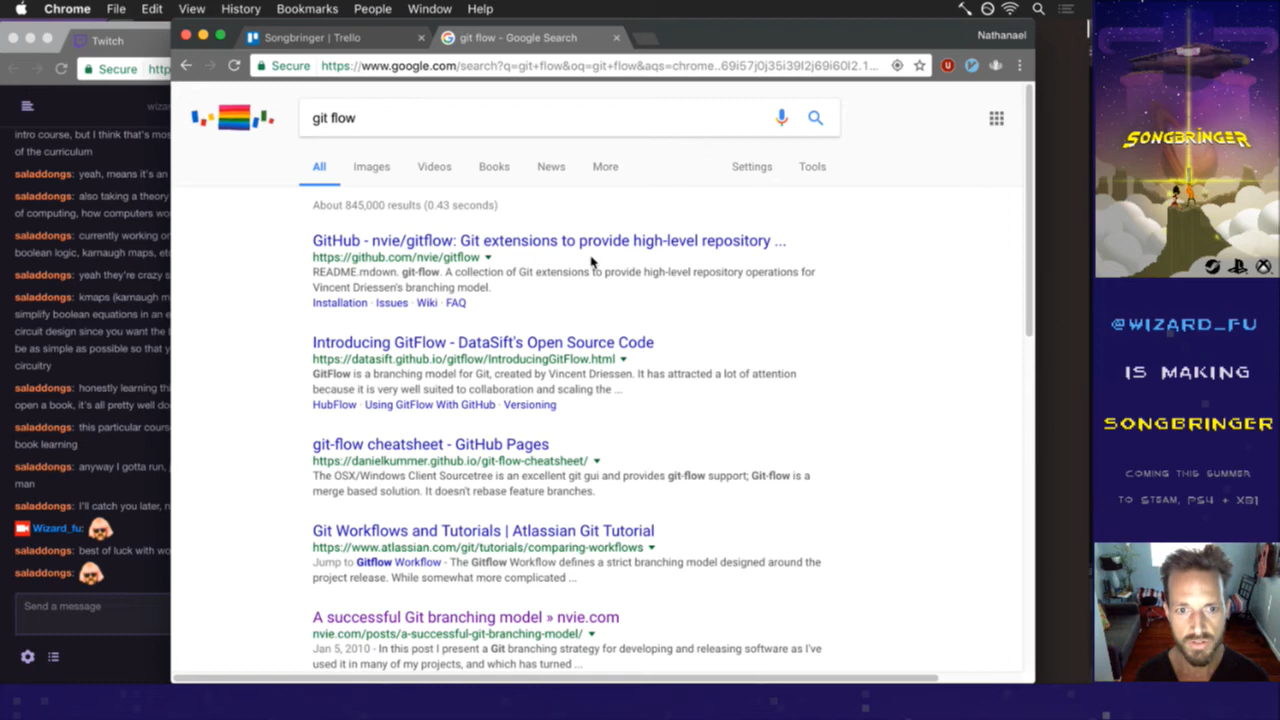 Chrome File Edit View History Bookmarks People Window Help
Twitch
Songbringer | Trello
git flow - Google Search
Nathanael
Secure http
Secure https://www.google.com/search?q=git+flow&oq=git+flow&aqs=chrome..69i57j0j35i39l2j69i60l2.1...
wizar
intro course, but I think that's mos
of the curriculum
saladdongs: yeah, means it's an
saladdongs: also taking a theory
of computing, how computers wo
saladdongs: currently working on
boolean logic, karnaugh maps, etc
saladdongs: yeah they're crazy s
saladdongs: kmaps (karnaugh m
simplify boolean equations in an e
circuit design since you want the
be as simple as possible so that y
circuitry
saladdongs: honestly learning thi
open a book, it's all pretty well do
saladdongs: this particular cours
book learning
saladdongs: anyway I gotta run, j
man
saladdongs: I'll catch you later, n
Wizard_fu:
saladdongs: best of luck with wo
saladdongs:
Send a message
git flow
All Images Videos Books News More Settings Tools
About 845,000 results (0.43 seconds)
GitHub - nvie/gitflow: Git extensions to provide high-level repository ...
https://github.com/nvie/gitflow
README.mdown. git-flow. A collection of Git extensions to provide high-level repository operations for
Vincent Driessen's branching model.
Installation · Issues · Wiki · FAQ
Introducing GitFlow - DataSift's Open Source Code
https://datasift.github.io/gitflow/IntroducingGitFlow.html
GitFlow is a branching model for Git, created by Vincent Driessen. It has attracted a lot of attention
because it is very well suited to collaboration and scaling the ...
HubFlow · Using GitFlow With GitHub · Versioning
git-flow cheatsheet - GitHub Pages
https://danielkummer.github.io/git-flow-cheatsheet/
The OSX/Windows Client Sourcetree is an excellent git gui and provides git-flow support; Git-flow is a
merge based solution. It doesn't rebase feature branches.
Git Workflows and Tutorials | Atlassian Git Tutorial
https://www.atlassian.com/git/tutorials/comparing-workflows
Jump to Gitflow Workflow - The Gitflow Workflow defines a strict branching model designed around the
project release. While somewhat more complicated ...
A successful Git branching model » nvie.com
nvie.com/posts/a-successful-git-branching-model/
Jan 5, 2010 - In this post I present a Git branching strategy for developing and releasing software as I've
used it in many of my projects, and which has turned ...
SONGBRINGER
@WIZARD_FU
IS MAKING
SONGBRINGER
COMING THIS SUMMER
TO STEAM, PS4 + XB1